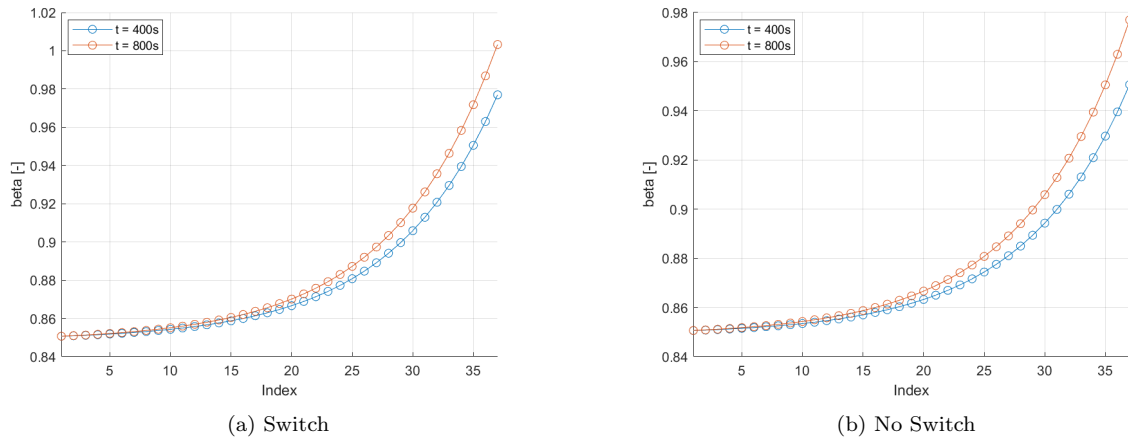 1.02
1
0.98
0.96
0.94
0.92
0.9
0.88
0.86
0.84
beta [-]
t = 400s
t = 800s
5 10 15 20 25 30 35
Index
(a) Switch
0.98
0.96
0.94
0.92
0.9
0.88
0.86
0.84
beta [-]
t = 400s
t = 800s
5 10 15 20 25 30 35
Index
(b) No Switch